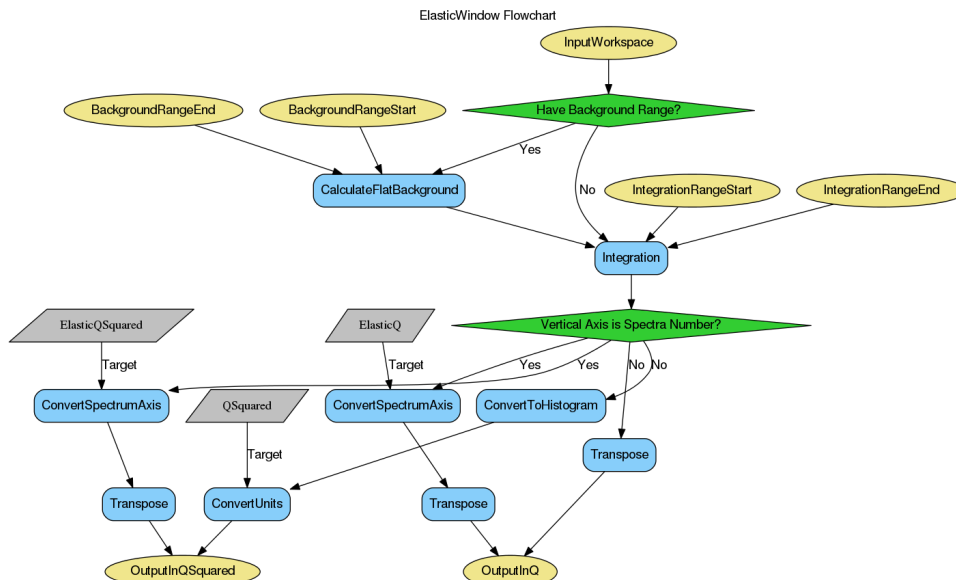 ElasticWindow Flowchart
InputWorkspace
BackgroundRangeEnd
BackgroundRangeStart
Have Background Range?
Yes
CalculateFlatBackground
No
IntegrationRangeStart
IntegrationRangeEnd
Integration
ElasticQSquared
ElasticQ
Vertical Axis is Spectra Number?
Target
Target
Yes
Yes
No
No
ConvertSpectrumAxis
QSquared
ConvertSpectrumAxis
ConvertToHistogram
Target
Transpose
Transpose
ConvertUnits
Transpose
OutputInQSquared
OutputInQ